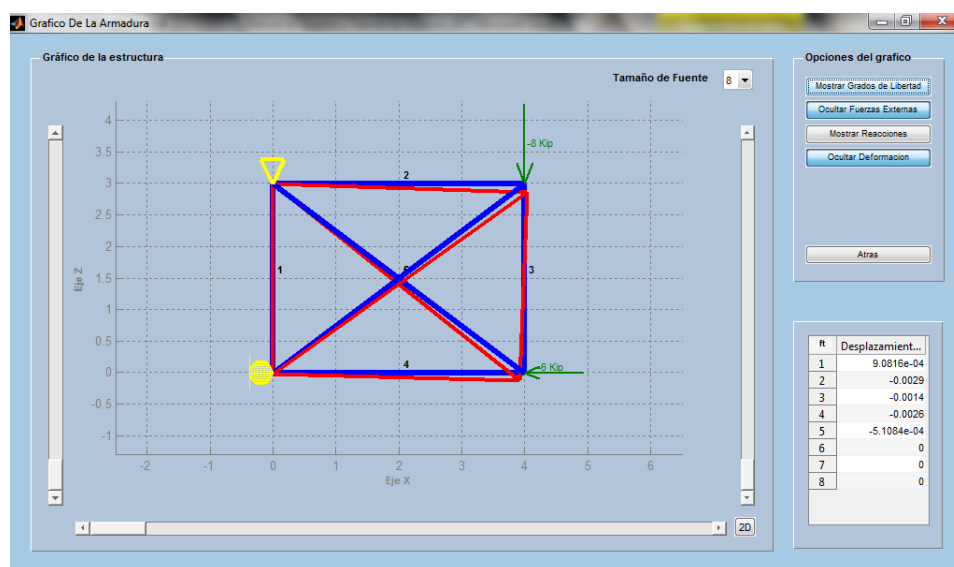 Grafico De La Armadura
Gráfico de la estructura
Tamaño de Fuente 8
4
3.5
3
2.5
2
1.5
1
0.5
0
-0.5
-1
Eje Z
-2 -1 0 1 2 3 4 5 6
Eje X
-8 Kip
2
1
3
4
-6 Kip
2D
Opciones del grafico
Mostrar Grados de Libertad
Ocultar Fuerzas Externas
Mostrar Reacciones
Ocultar Deformacion
Atras
ft Desplazamient...
1 9.0816e-04
2 -0.0029
3 -0.0014
4 -0.0026
5 -5.1084e-04
6 0
7 0
8 0